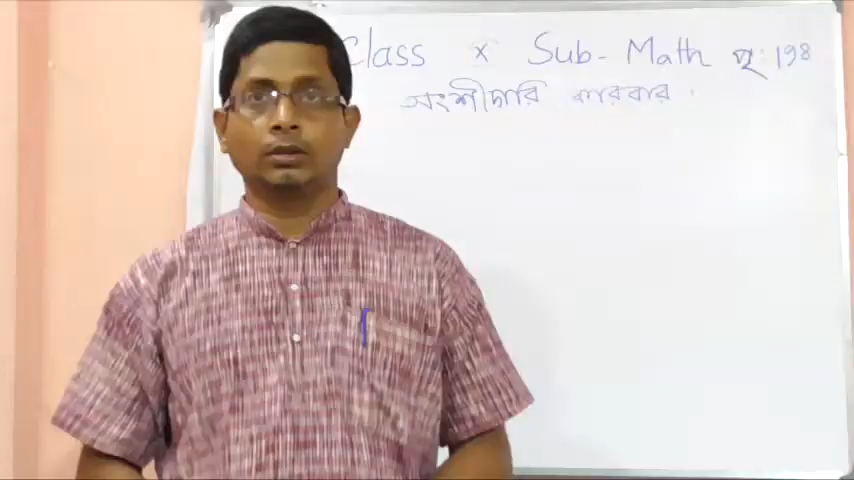 Class X Sub- Math পৃ: 198
অংশীদারি কারবার .